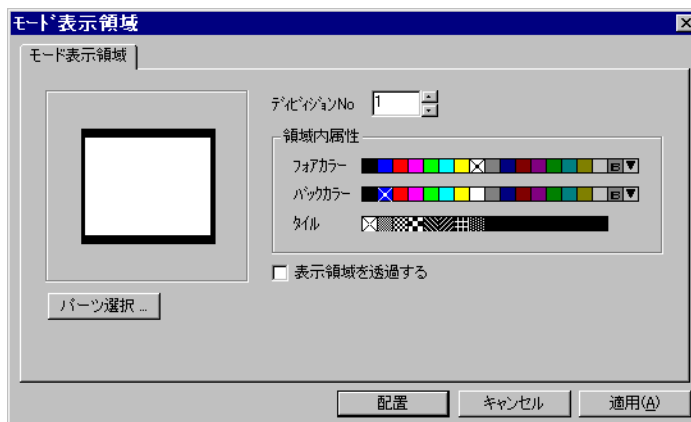 モード表示領域
モード表示領域
ディビジョンNo 1
領域内属性
フォアカラー
B
バックカラー
B
タイル
表示領域を透過する
パーツ選択 ...
配置
キャンセル
適用(A)